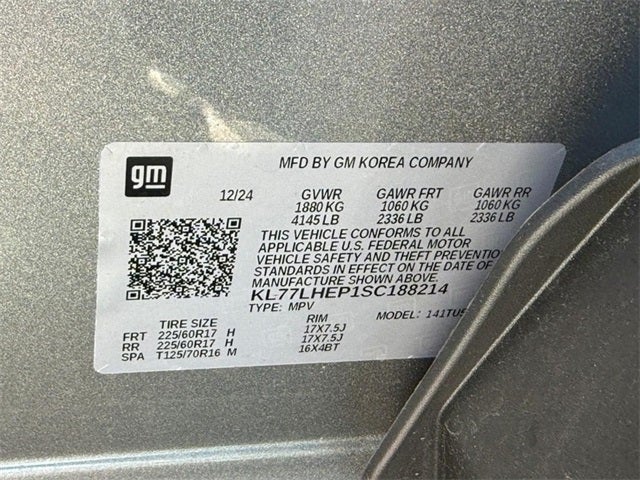 gm
MFD BY GM KOREA COMPANY
12/24 GVWR GAWR FRT GAWR RR
1880 KG 1060 KG 1060 KG
4145 LB 2336 LB 2336 LB
THIS VEHICLE CONFORMS TO ALL
APPLICABLE U.S. FEDERAL MOTOR
VEHICLE SAFETY AND THEFT PREVENTION
STANDARDS IN EFFECT ON THE DATE OF
MANUFACTURE SHOWN ABOVE.
KL77LHEP1SC188214
TYPE: MPV MODEL:
TIRE SIZE RIM
FRT 225/60R17 H 17X7.5J
RR 225/60R17 H 17X7.5J
SPA T125/70R16 M 16X4BT